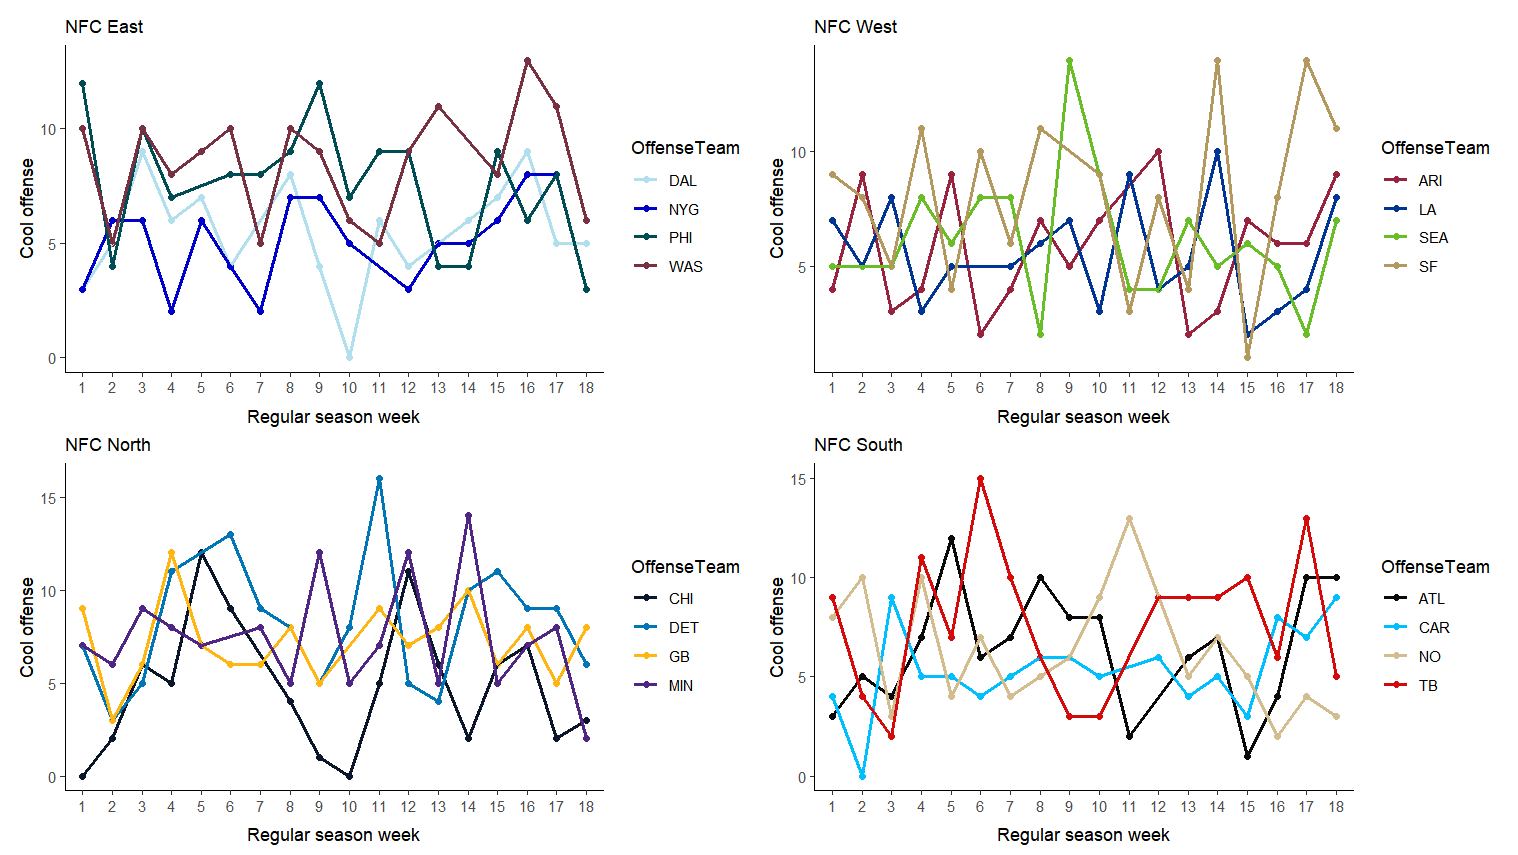 NFC East
Cool offense
10
5
0
1 2 3 4 5 6 7 8 9 10 11 12 13 14 15 16 17 18
Regular season week
OffenseTeam
DAL
NYG
PHI
WAS
NFC West
Cool offense
10
5
1 2 3 4 5 6 7 8 9 10 11 12 13 14 15 16 17 18
Regular season week
OffenseTeam
ARI
LA
SEA
SF
NFC North
Cool offense
15
10
5
0
1 2 3 4 5 6 7 8 9 10 11 12 13 14 15 16 17 18
Regular season week
OffenseTeam
CHI
DET
GB
MIN
NFC South
Cool offense
15
10
5
0
1 2 3 4 5 6 7 8 9 10 11 12 13 14 15 16 17 18
Regular season week
OffenseTeam
ATL
CAR
NO
TB